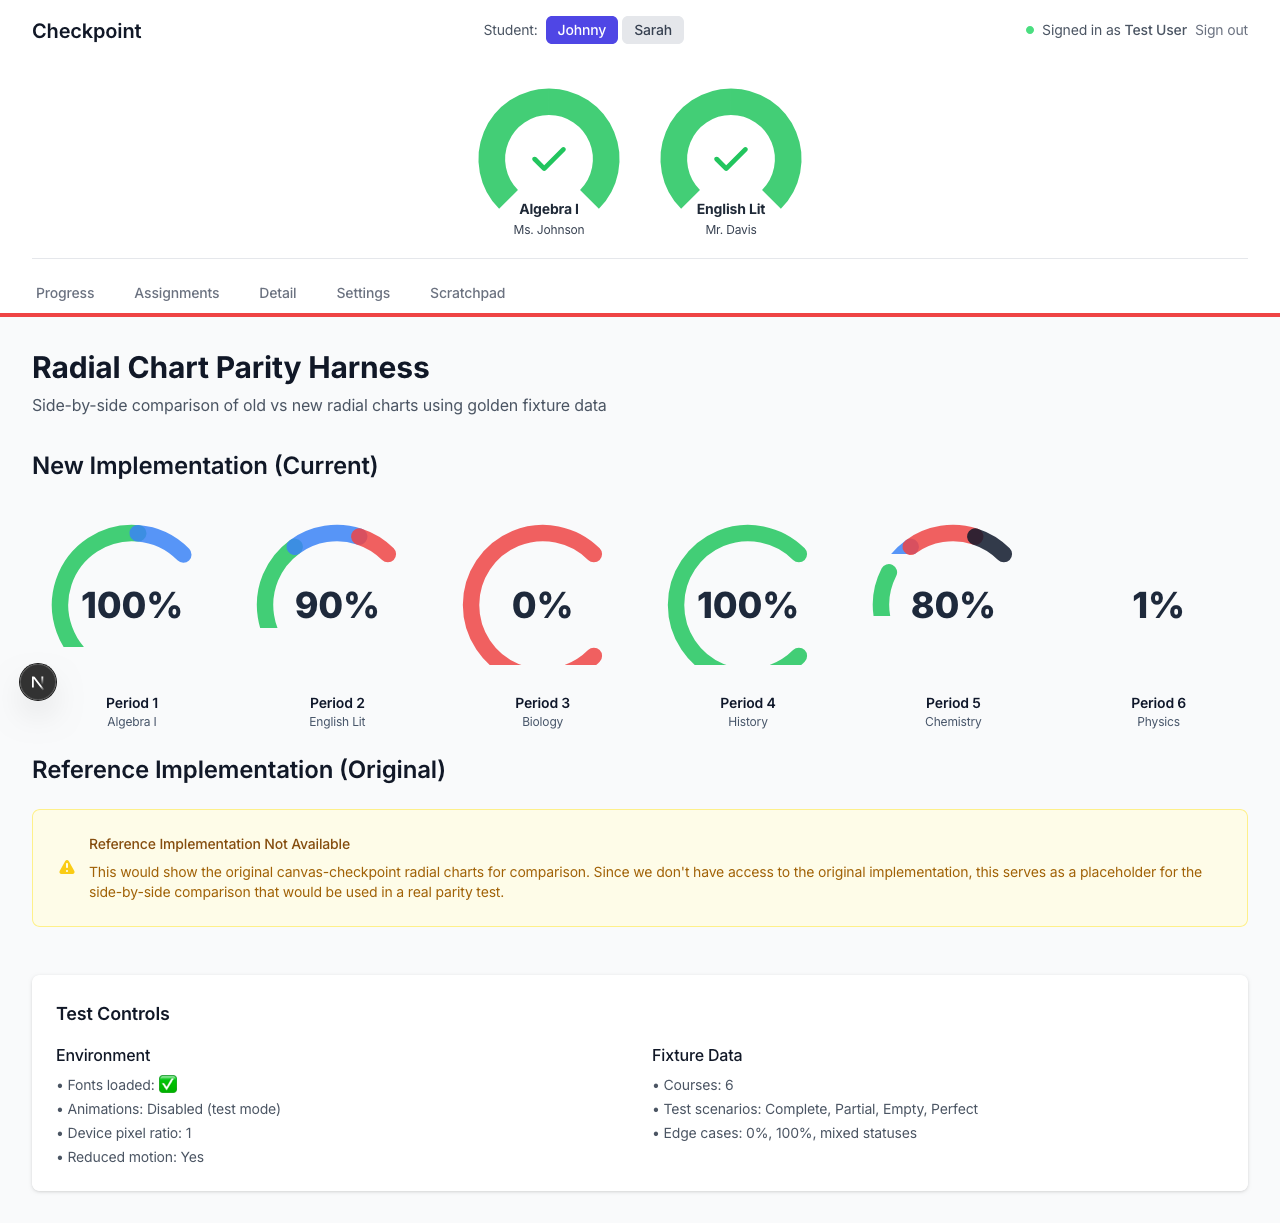 Checkpoint
Student: Johnny Sarah
Signed in as Test User Sign out
Algebra I
Ms. Johnson
English Lit
Mr. Davis
Progress Assignments Detail Settings Scratchpad
Radial Chart Parity Harness
Side-by-side comparison of old vs new radial charts using golden fixture data
New Implementation (Current)
100% 90% 0% 100% 80% 1%
N
Period 1 Period 2 Period 3 Period 4 Period 5 Period 6
Algebra I English Lit Biology History Chemistry Physics
Reference Implementation (Original)
Reference Implementation Not Available
This would show the original canvas-checkpoint radial charts for comparison. Since we don't have access to the original implementation, this serves as a placeholder for the
side-by-side comparison that would be used in a real parity test.
Test Controls
Environment
• Fonts loaded: ✅
• Animations: Disabled (test mode)
• Device pixel ratio: 1
• Reduced motion: Yes
Fixture Data
• Courses: 6
• Test scenarios: Complete, Partial, Empty, Perfect
• Edge cases: 0%, 100%, mixed statuses